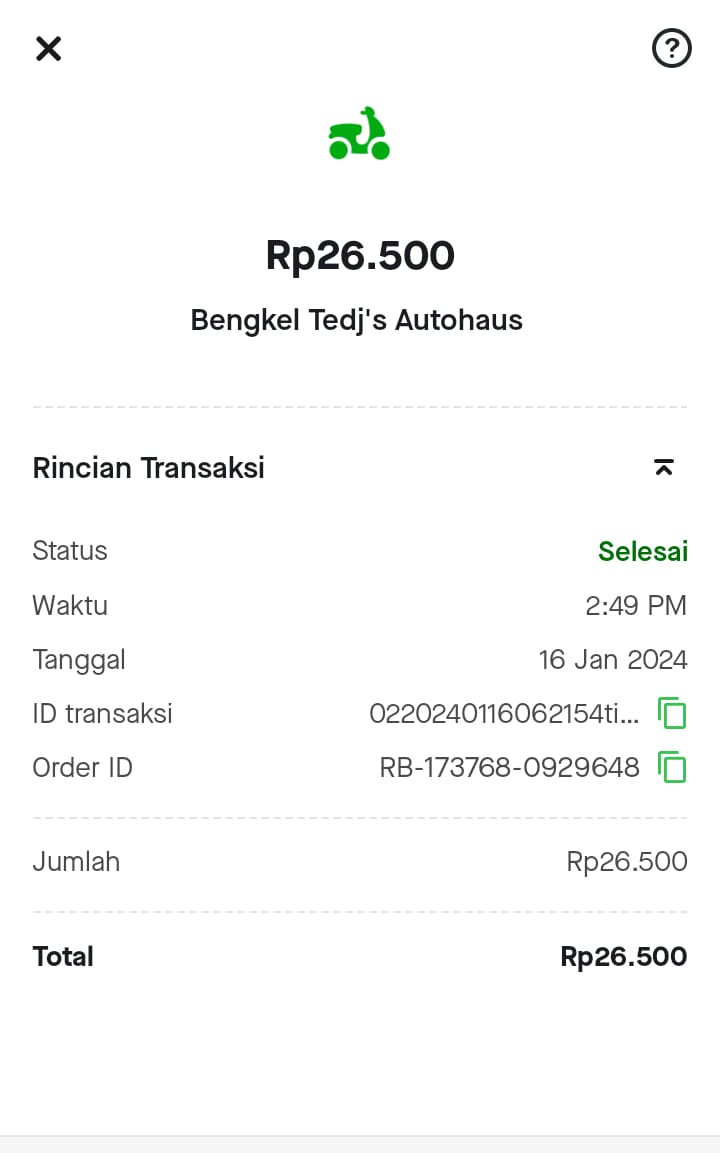 Rp26.500
Bengkel Tedj's Autohaus
Rincian Transaksi
Status Selesai
Waktu 2:49 PM
Tanggal 16 Jan 2024
ID transaksi 0220240116062154ti...
Order ID RB-173768-0929648
Jumlah Rp26.500
Total Rp26.500